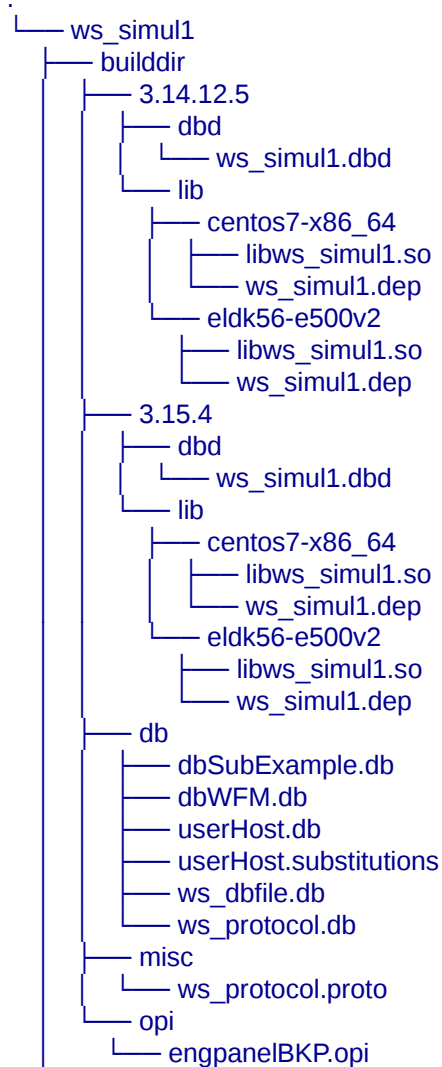 .
└── ws_simul1
├── builddir
│ ├── 3.14.12.5
│ │ ├── dbd
│ │ │ └── ws_simul1.dbd
│ │ └── lib
│ │ ├── centos7-x86_64
│ │ │ ├── libws_simul1.so
│ │ │ └── ws_simul1.dep
│ │ └── eldk56-e500v2
│ │ ├── libws_simul1.so
│ │ └── ws_simul1.dep
│ ├── 3.15.4
│ │ ├── dbd
│ │ │ └── ws_simul1.dbd
│ │ └── lib
│ │ ├── centos7-x86_64
│ │ │ ├── libws_simul1.so
│ │ │ └── ws_simul1.dep
│ │ └── eldk56-e500v2
│ │ ├── libws_simul1.so
│ │ └── ws_simul1.dep
│ ├── db
│ │ ├── dbSubExample.db
│ │ ├── dbWFM.db
│ │ ├── userHost.db
│ │ ├── userHost.substitutions
│ │ ├── ws_dbfile.db
│ │ └── ws_protocol.db
│ ├── misc
│ │ └── ws_protocol.proto
│ └── opi
│ └── engpanelBKP.opi